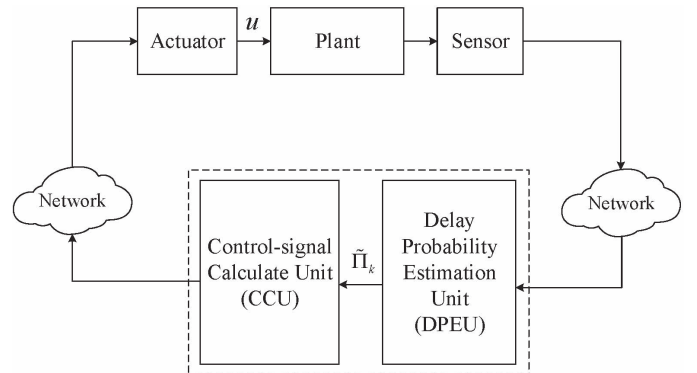 Actuator
u
Plant
Sensor
Network
Network
Control-signal
Calculate Unit
(CCU)
Π̃ₖ
Delay
Probability
Estimation
Unit
(DPEU)